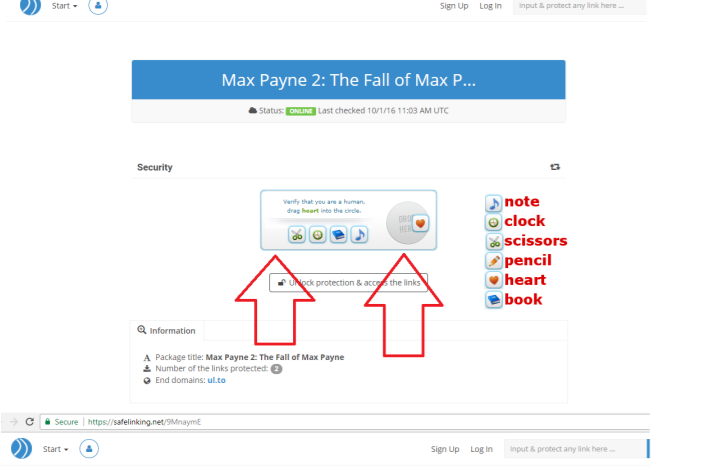 Start
Sign Up Log In Input & protect any link here ...
Max Payne 2: The Fall of Max P...
Status: ONLINE Last checked 10/1/16 11:03 AM UTC
Security
Verify that you are a human,
drag heart into the circle.
DROP
HERE
note
clock
scissors
pencil
heart
book
Unlock protection & access the links
Information
Package title: Max Payne 2: The Fall of Max Payne
Number of the links protected: 2
End domains: ul.to
Secure | https://safelinking.net/9MnaymE
Start
Sign Up Log In Input & protect any link here ...